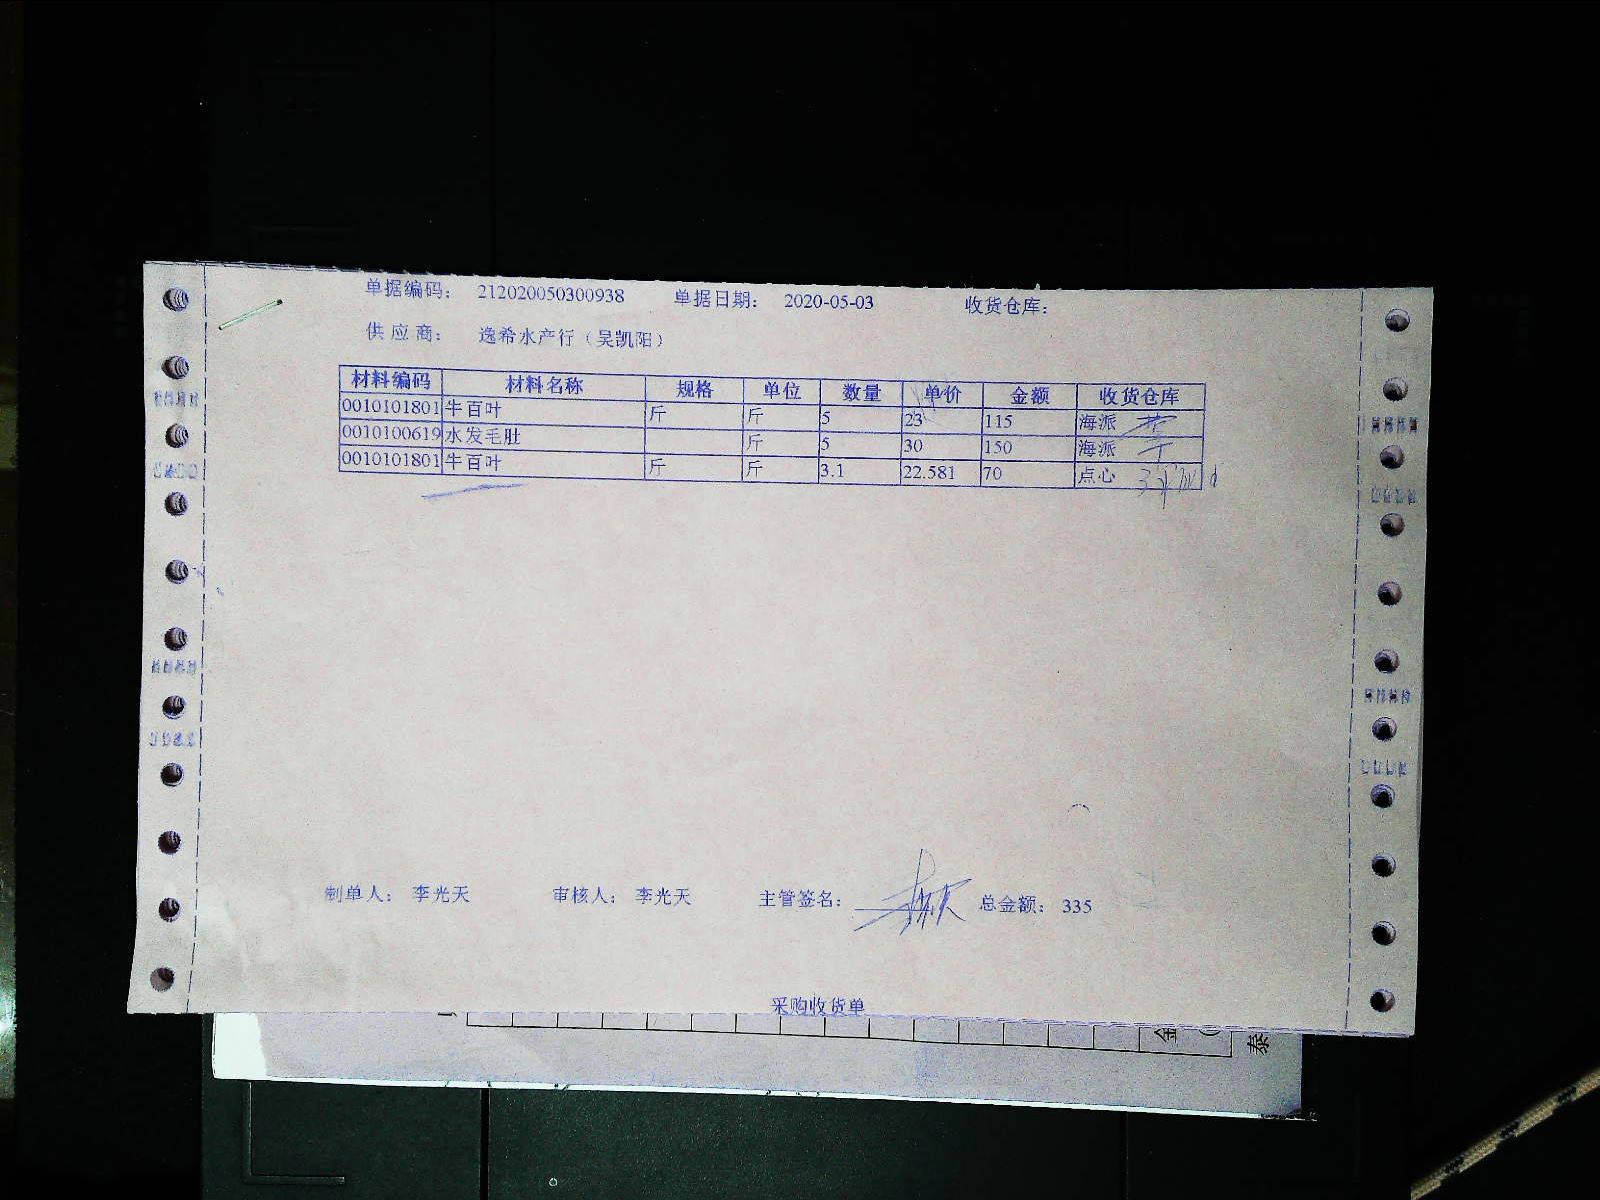 单据编码： 212020050300938 单据日期： 2020-05-03 收货仓库：
供应商： 逸希水产行（吴凯阳）
材料编码 材料名称 规格 单位 数量 单价 金额 收货仓库
0010101801 牛百叶 斤 斤 5 23 115 海派
0010100619 水发毛肚 斤 5 30 150 海派
0010101801 牛百叶 斤 斤 3.1 22.581 70 点心
制单人： 李光天 审核人： 李光天 主管签名： 总金额： 335
采购收货单
金
泰